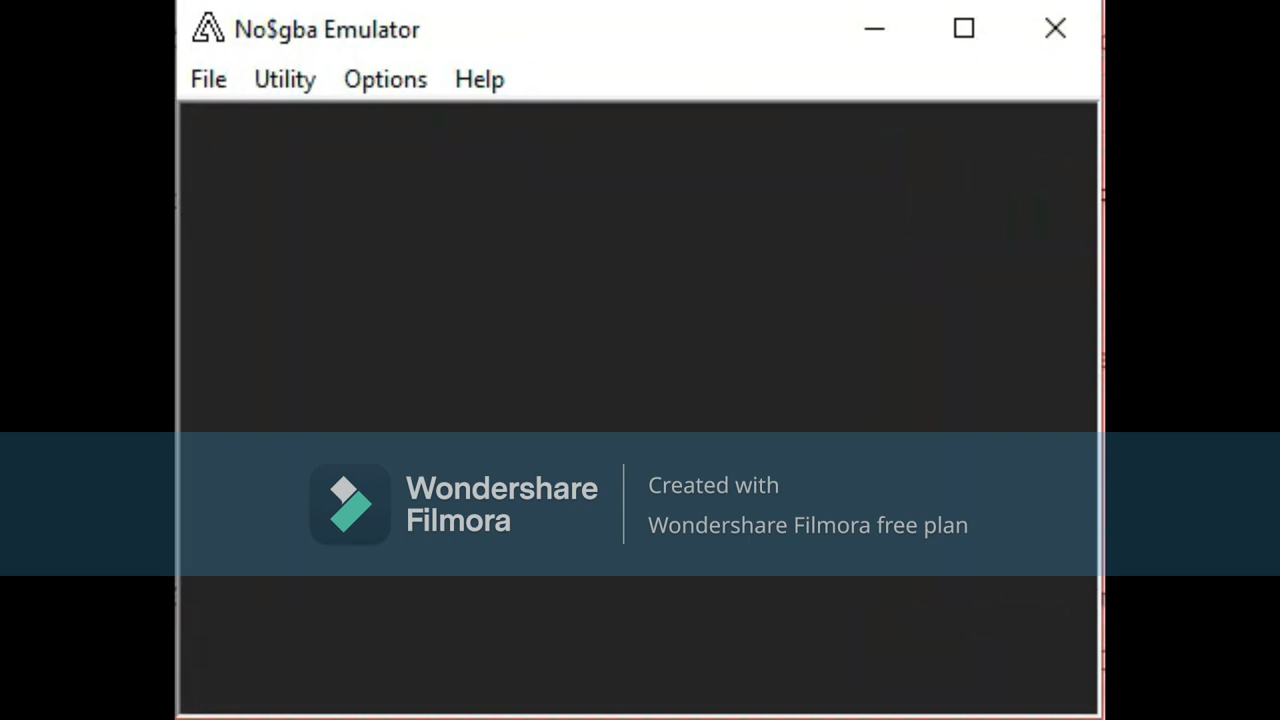 No$gba Emulator
File Utility Options Help
Wondershare
Filmora
Created with
Wondershare Filmora free plan